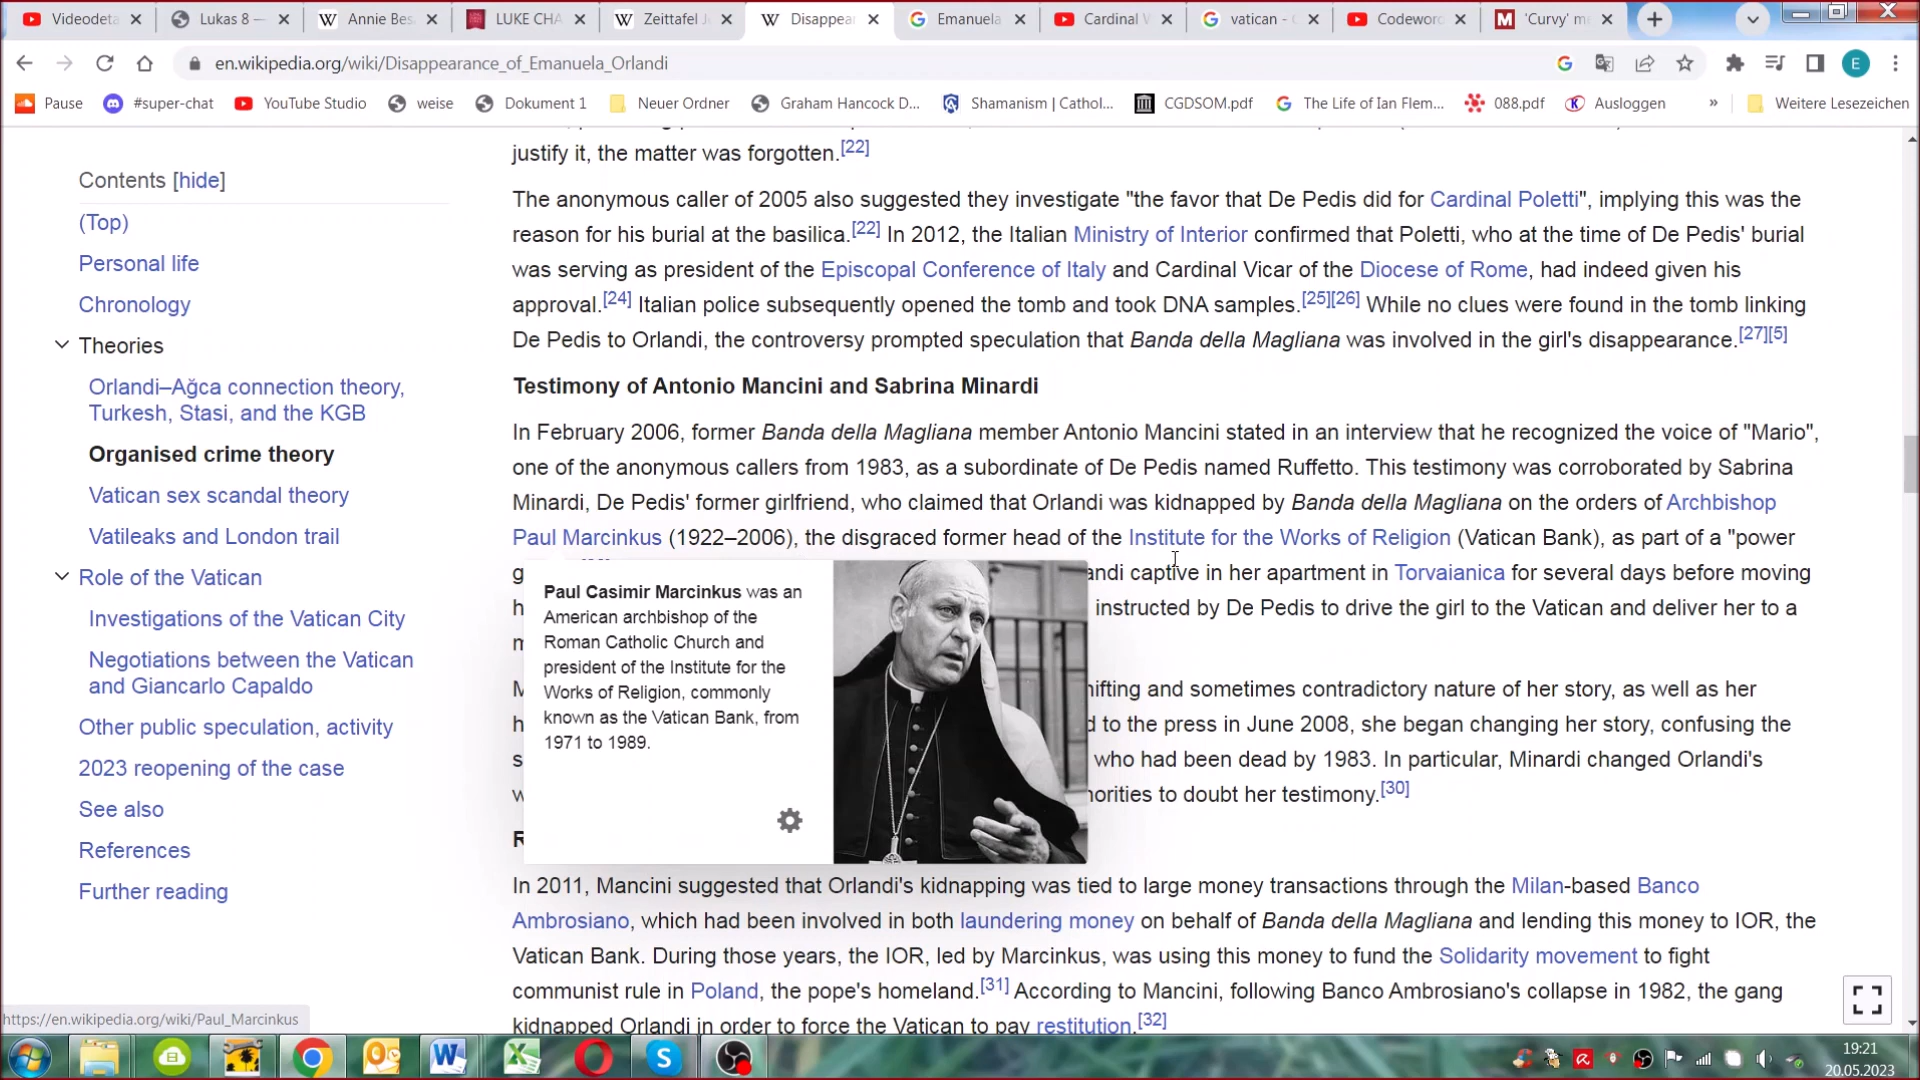 Videodeta
Lukas 8 —
Annie Bes
LUKE CHA
Zeittafel J
Disappear
Emanuela
Cardinal V
vatican - G
Codeword
'Curvy' m
en.wikipedia.org/wiki/Disappearance_of_Emanuela_Orlandi
E
Pause
#super-chat
YouTube Studio
weise
Dokument 1
Neuer Ordner
Graham Hancock D...
Shamanism | Cathol...
CGDSOM.pdf
The Life of Ian Flem...
088.pdf
Ausloggen
»
Weitere Lesezeichen
Contents [hide]
(Top)
Personal life
Chronology
Theories
Orlandi–Ağca connection theory,
Turkesh, Stasi, and the KGB
Organised crime theory
Vatican sex scandal theory
Vatileaks and London trail
Role of the Vatican
Investigations of the Vatican City
Negotiations between the Vatican
and Giancarlo Capaldo
Other public speculation, activity
2023 reopening of the case
See also
References
Further reading
justify it, the matter was forgotten.[22]
The anonymous caller of 2005 also suggested they investigate "the favor that De Pedis did for Cardinal Poletti", implying this was the
reason for his burial at the basilica.[22] In 2012, the Italian Ministry of Interior confirmed that Poletti, who at the time of De Pedis' burial
was serving as president of the Episcopal Conference of Italy and Cardinal Vicar of the Diocese of Rome, had indeed given his
approval.[24] Italian police subsequently opened the tomb and took DNA samples.[25][26] While no clues were found in the tomb linking
De Pedis to Orlandi, the controversy prompted speculation that Banda della Magliana was involved in the girl's disappearance.[27][5]
Testimony of Antonio Mancini and Sabrina Minardi
In February 2006, former Banda della Magliana member Antonio Mancini stated in an interview that he recognized the voice of "Mario",
one of the anonymous callers from 1983, as a subordinate of De Pedis named Ruffetto. This testimony was corroborated by Sabrina
Minardi, De Pedis' former girlfriend, who claimed that Orlandi was kidnapped by Banda della Magliana on the orders of Archbishop
Paul Marcinkus (1922–2006), the disgraced former head of the Institute for the Works of Religion (Vatican Bank), as part of a "power
g andi captive in her apartment in Torvaianica for several days before moving
h instructed by De Pedis to drive the girl to the Vatican and deliver her to a
m
M hifting and sometimes contradictory nature of her story, as well as her
h d to the press in June 2008, she began changing her story, confusing the
s who had been dead by 1983. In particular, Minardi changed Orlandi's
w horities to doubt her testimony.[30]
Paul Casimir Marcinkus was an
American archbishop of the
Roman Catholic Church and
president of the Institute for the
Works of Religion, commonly
known as the Vatican Bank, from
1971 to 1989.
In 2011, Mancini suggested that Orlandi's kidnapping was tied to large money transactions through the Milan-based Banco
Ambrosiano, which had been involved in both laundering money on behalf of Banda della Magliana and lending this money to IOR, the
Vatican Bank. During those years, the IOR, led by Marcinkus, was using this money to fund the Solidarity movement to fight
communist rule in Poland, the pope's homeland.[31] According to Mancini, following Banco Ambrosiano's collapse in 1982, the gang
kidnapped Orlandi in order to force the Vatican to pay restitution.[32]
https://en.wikipedia.org/wiki/Paul_Marcinkus
19:21
20.05.2023